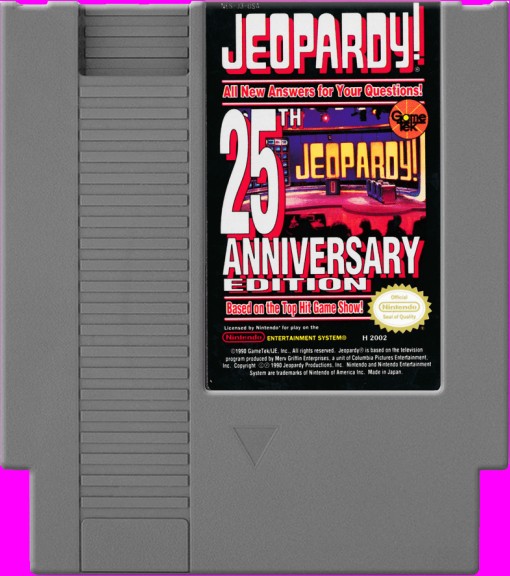 NES-J3-USA
JEOPARDY!
All New Answers for Your Questions!
25TH
Game
Tek
JEOPARDY!
ANNIVERSARY
EDITION
Based on the Top Hit Game Show!
Official
Nintendo
Seal of Quality
Licensed by Nintendo® for play on the
Nintendo ENTERTAINMENT SYSTEM® H 2002
©1990 GameTek/IJE, Inc., All rights reserved. Jeopardy!® is based on the television
program produced by Merv Griffin Enterprises, a unit of Columbia Pictures Entertainment,
Inc. Copyright ©Ⓟ 1990 Jeopardy Productions, Inc. Nintendo and Nintendo Entertainment
System are trademarks of Nintendo of America Inc. Made in Japan.